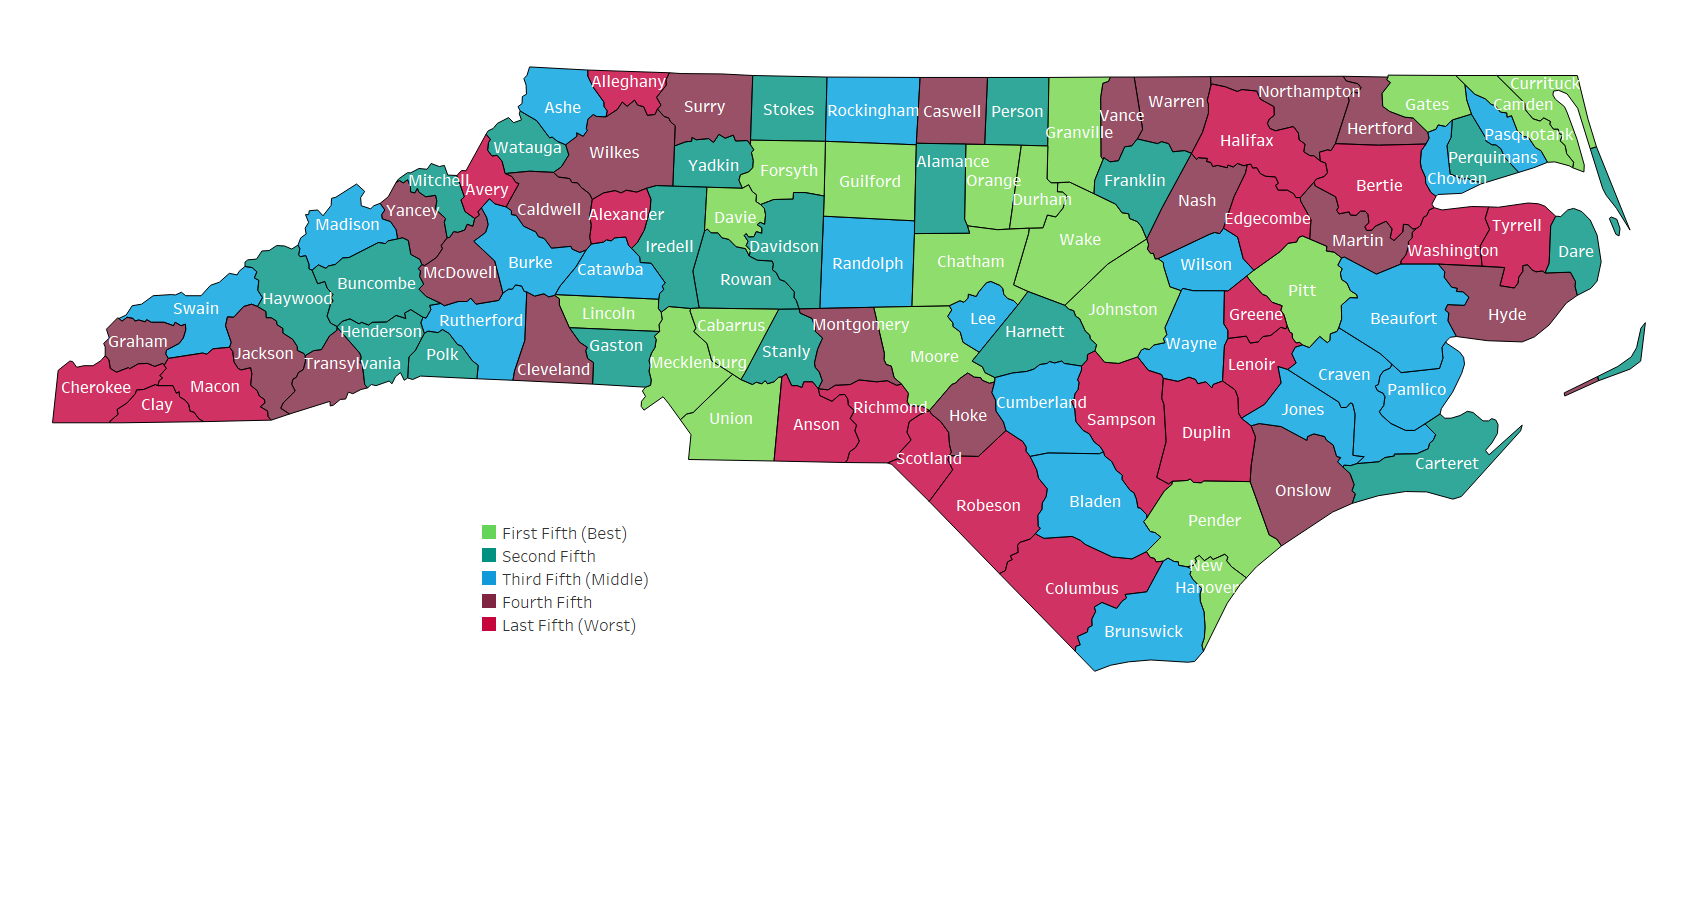 Alleghany
Currituck
Ashe
Surry
Stokes
Rockingham
Caswell
Person
Granville
Vance
Warren
Northampton
Gates
Camden
Hertford
Pasquotank
Halifax
Watauga
Wilkes
Yadkin
Forsyth
Guilford
Alamance
Orange
Durham
Franklin
Nash
Bertie
Chowan
Perquimans
Mitchell
Avery
Yancey
Caldwell
Alexander
Iredell
Davie
Davidson
Wake
Edgecombe
Martin
Washington
Tyrrell
Dare
Madison
Buncombe
McDowell
Burke
Catawba
Rowan
Randolph
Chatham
Wilson
Pitt
Swain
Haywood
Rutherford
Lincoln
Cabarrus
Montgomery
Moore
Lee
Harnett
Johnston
Greene
Beaufort
Hyde
Graham
Jackson
Transylvania
Henderson
Polk
Cleveland
Gaston
Mecklenburg
Stanly
Wayne
Lenoir
Craven
Pamlico
Cherokee
Clay
Macon
Union
Anson
Richmond
Scotland
Hoke
Cumberland
Sampson
Duplin
Jones
Carteret
Robeson
Bladen
Pender
Onslow
Columbus
New
Hanover
Brunswick
First Fifth (Best)
Second Fifth
Third Fifth (Middle)
Fourth Fifth
Last Fifth (Worst)